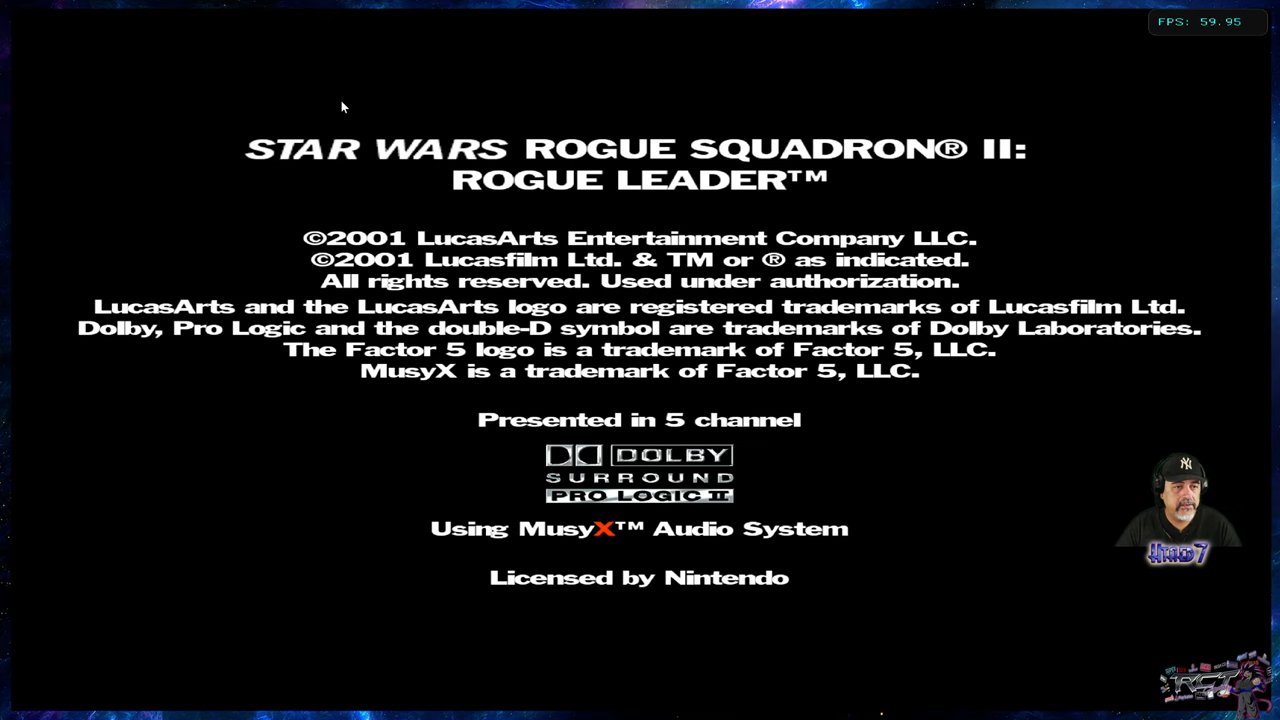 FPS: 59.95
STAR WARS ROGUE SQUADRON® II:
ROGUE LEADER™
©2001 LucasArts Entertainment Company LLC.
©2001 Lucasfilm Ltd. & TM or ® as indicated.
All rights reserved. Used under authorization.
LucasArts and the LucasArts logo are registered trademarks of Lucasfilm Ltd.
Dolby, Pro Logic and the double-D symbol are trademarks of Dolby Laboratories.
The Factor 5 logo is a trademark of Factor 5, LLC.
MusyX is a trademark of Factor 5, LLC.
Presented in 5 channel
DOLBY
SURROUND
PRO LOGIC II
Using MusyX™ Audio System
Licensed by Nintendo